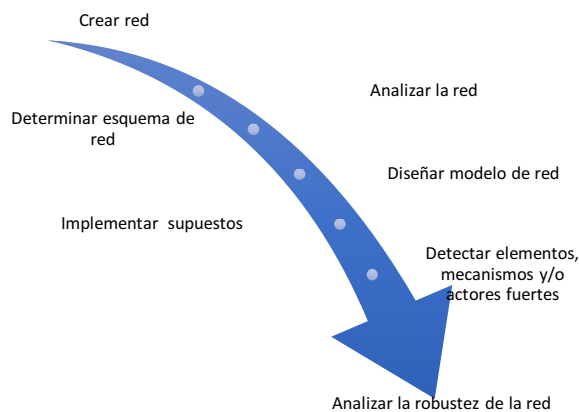 Crear red
Analizar la red
Determinar esquema de
red
Diseñar modelo de red
Implementar supuestos
Detectar elementos,
mecanismos y/o
actores fuertes
Analizar la robustez de la red